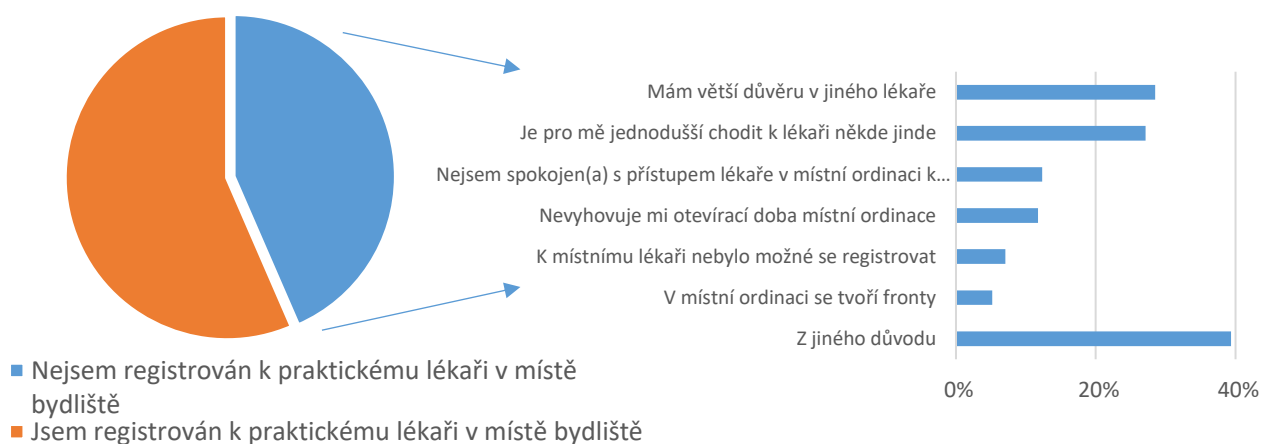 Mám větší důvěru v jiného lékaře
Je pro mě jednodušší chodit k lékaři někde jinde
Nejsem spokojen(a) s přístupem lékaře v místní ordinaci k...
Nevyhovuje mi otevírací doba místní ordinace
K místnímu lékaři nebylo možné se registrovat
V místní ordinaci se tvoří fronty
Z jiného důvodu
0% 20% 40%
Nejsem registrován k praktickému lékaři v místě
bydliště
Jsem registrován k praktickému lékaři v místě bydliště